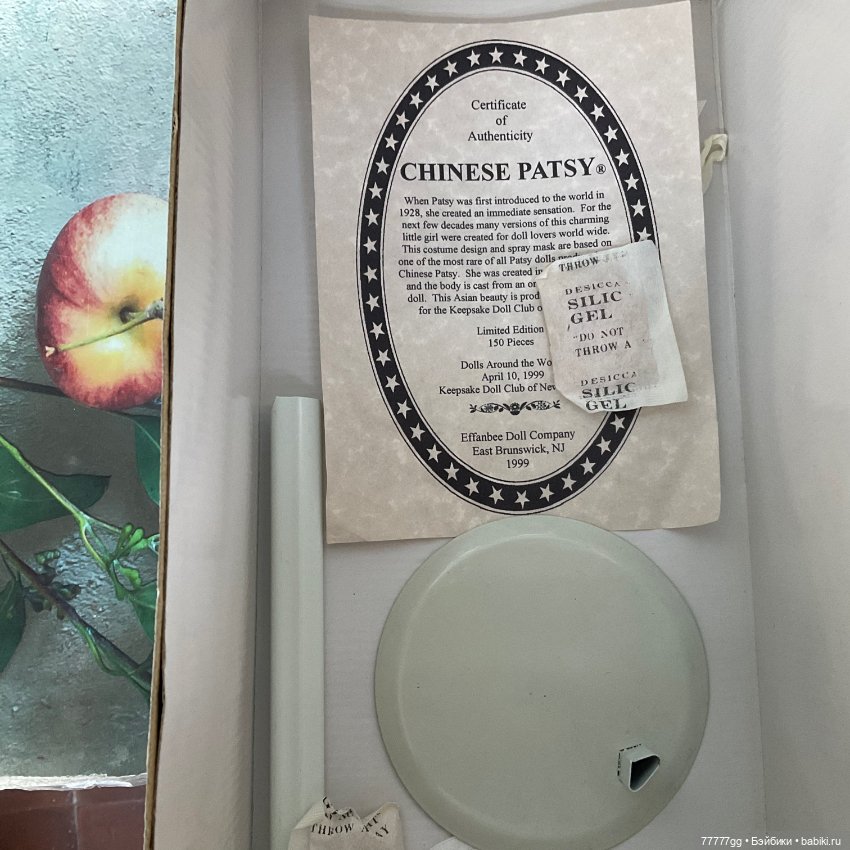 Certificate
of
Authenticity
CHINESE PATSY®
When Patsy was first introduced to the world in
1928, she created an immediate sensation. For the
next few decades many versions of this charming
little girl were created for doll lovers world wide.
This costume design and spray mask are based on
one of the most rare of all Patsy dolls
Chinese Patsy. She was created in
and the body is cast from an
doll. This Asian beauty is
for the Keepsake Doll Club
Limited Edition
150 Pieces
Dolls Around the
April 10, 1999
Keepsake Doll Club of
Effanbee Doll Company
East Brunswick, NJ
1999
THROW
DESICCA
SILIC
GEL
"DO NOT
THROW A
DESICCA
SILIC
GEL
THROW
77777gg • Бэйбики • babiki.ru